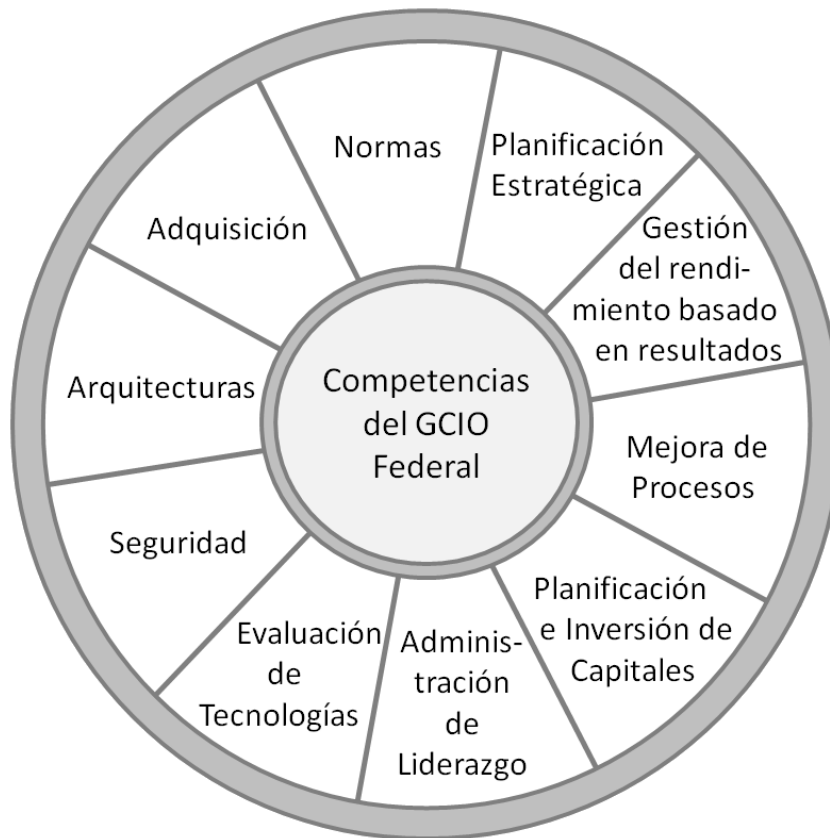 Competencias
del GCIO
Federal
Normas
Planificación
Estratégica
Gestión
del rendi-
miento basado
en resultados
Mejora de
Procesos
Planificación
e Inversión de
Capitales
Adminis-
tración
de
Liderazgo
Evaluación
de
Tecnologías
Seguridad
Arquitecturas
Adquisición